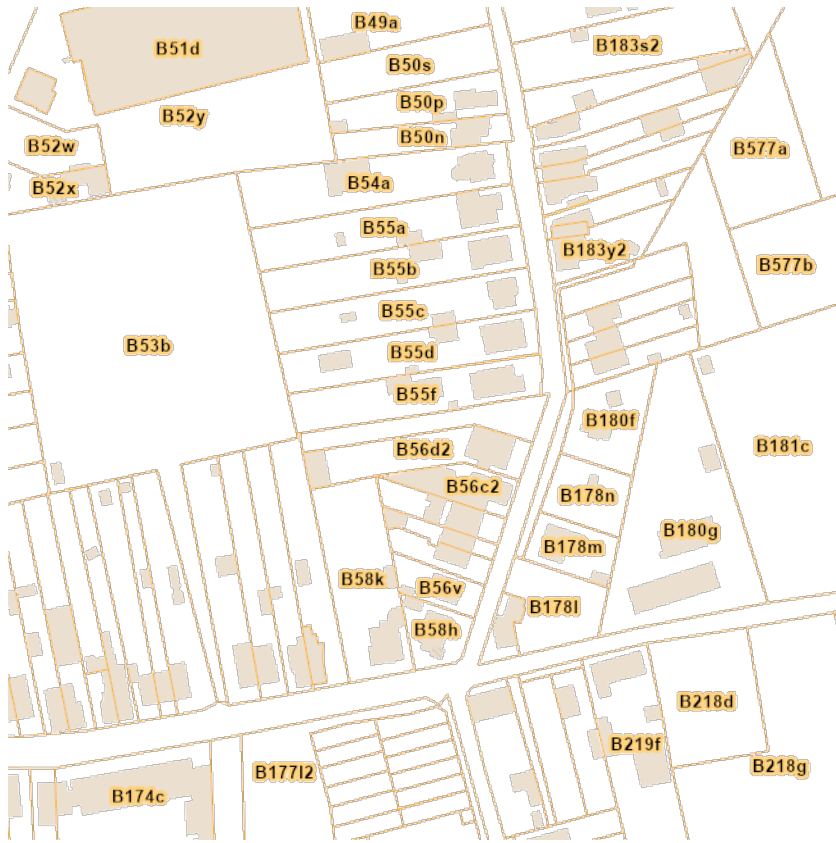 B49a
B51d
B183s2
B50s
B50p
B52y
B50n
B52w
B577a
B54a
B52x
B55a
B183y2
B577b
B55b
B55c
B53b
B55d
B55f
B180f
B181c
B56d2
B56c2
B178n
B180g
B178m
B58k
B56v
B178l
B58h
B218d
B219f
B218g
B177l2
B174c